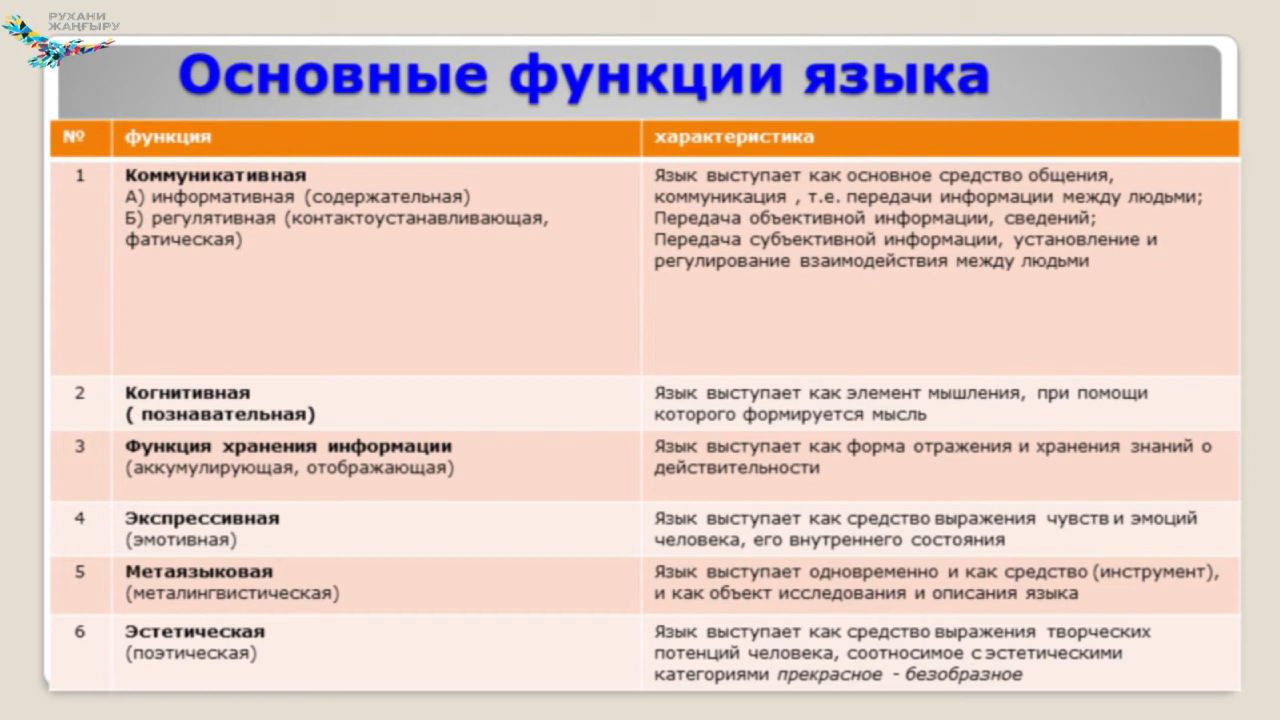 РУХАНИ
ЖАҢҒЫРУ
Основные функции языка
№ функция характеристика
1 Коммуникативная
А) информативная (содержательная)
Б) регулятивная (контактоустанавливающая,
фатическая)
Язык выступает как основное средство общения,
коммуникация , т.е. передачи информации между людьми;
Передача объективной информации, сведений;
Передача субъективной информации, установление и
регулирование взаимодействия между людьми
2 Когнитивная
( познавательная)
Язык выступает как элемент мышления, при помощи
которого формируется мысль
3 Функция хранения информации
(аккумулирующая, отображающая)
Язык выступает как форма отражения и хранения знаний о
действительности
4 Экспрессивная
(эмотивная)
Язык выступает как средство выражения чувств и эмоций
человека, его внутреннего состояния
5 Метаязыковая
(металингвистическая)
Язык выступает одновременно и как средство (инструмент),
и как объект исследования и описания языка
6 Эстетическая
(поэтическая)
Язык выступает как средство выражения творческих
потенций человека, соотносимое с эстетическими
категориями прекрасное - безобразное